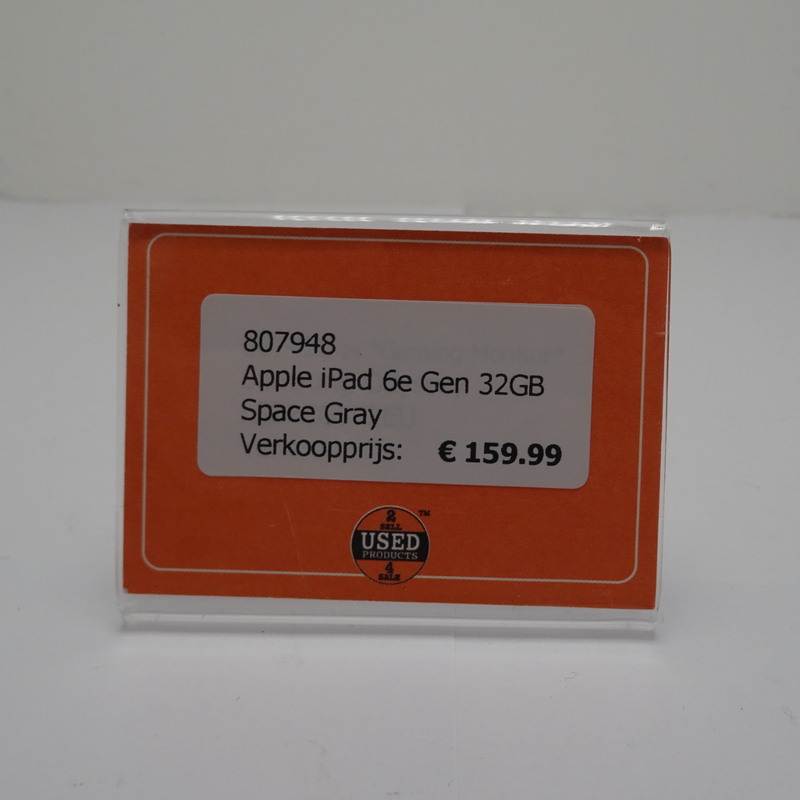 807948
Apple iPad 6e Gen 32GB
Space Gray
Verkoopprijs: € 159.99
2
SELL
USED
PRODUCTS
4
SALE
TM